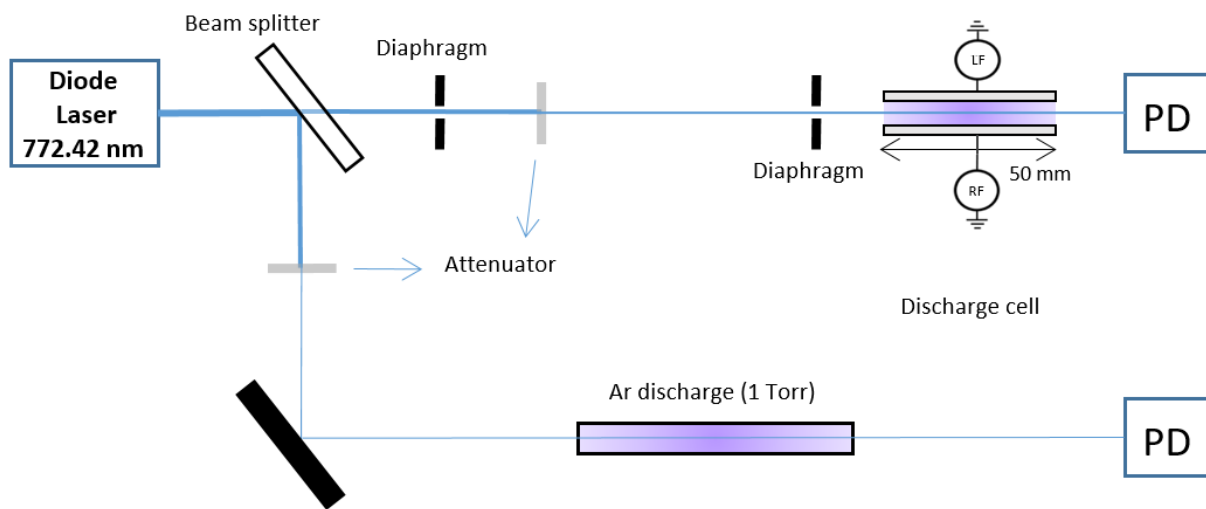 Beam splitter
Diaphragm
Diode
Laser
772.42 nm
LF
PD
Diaphragm
50 mm
RF
Attenuator
Discharge cell
Ar discharge (1 Torr)
PD